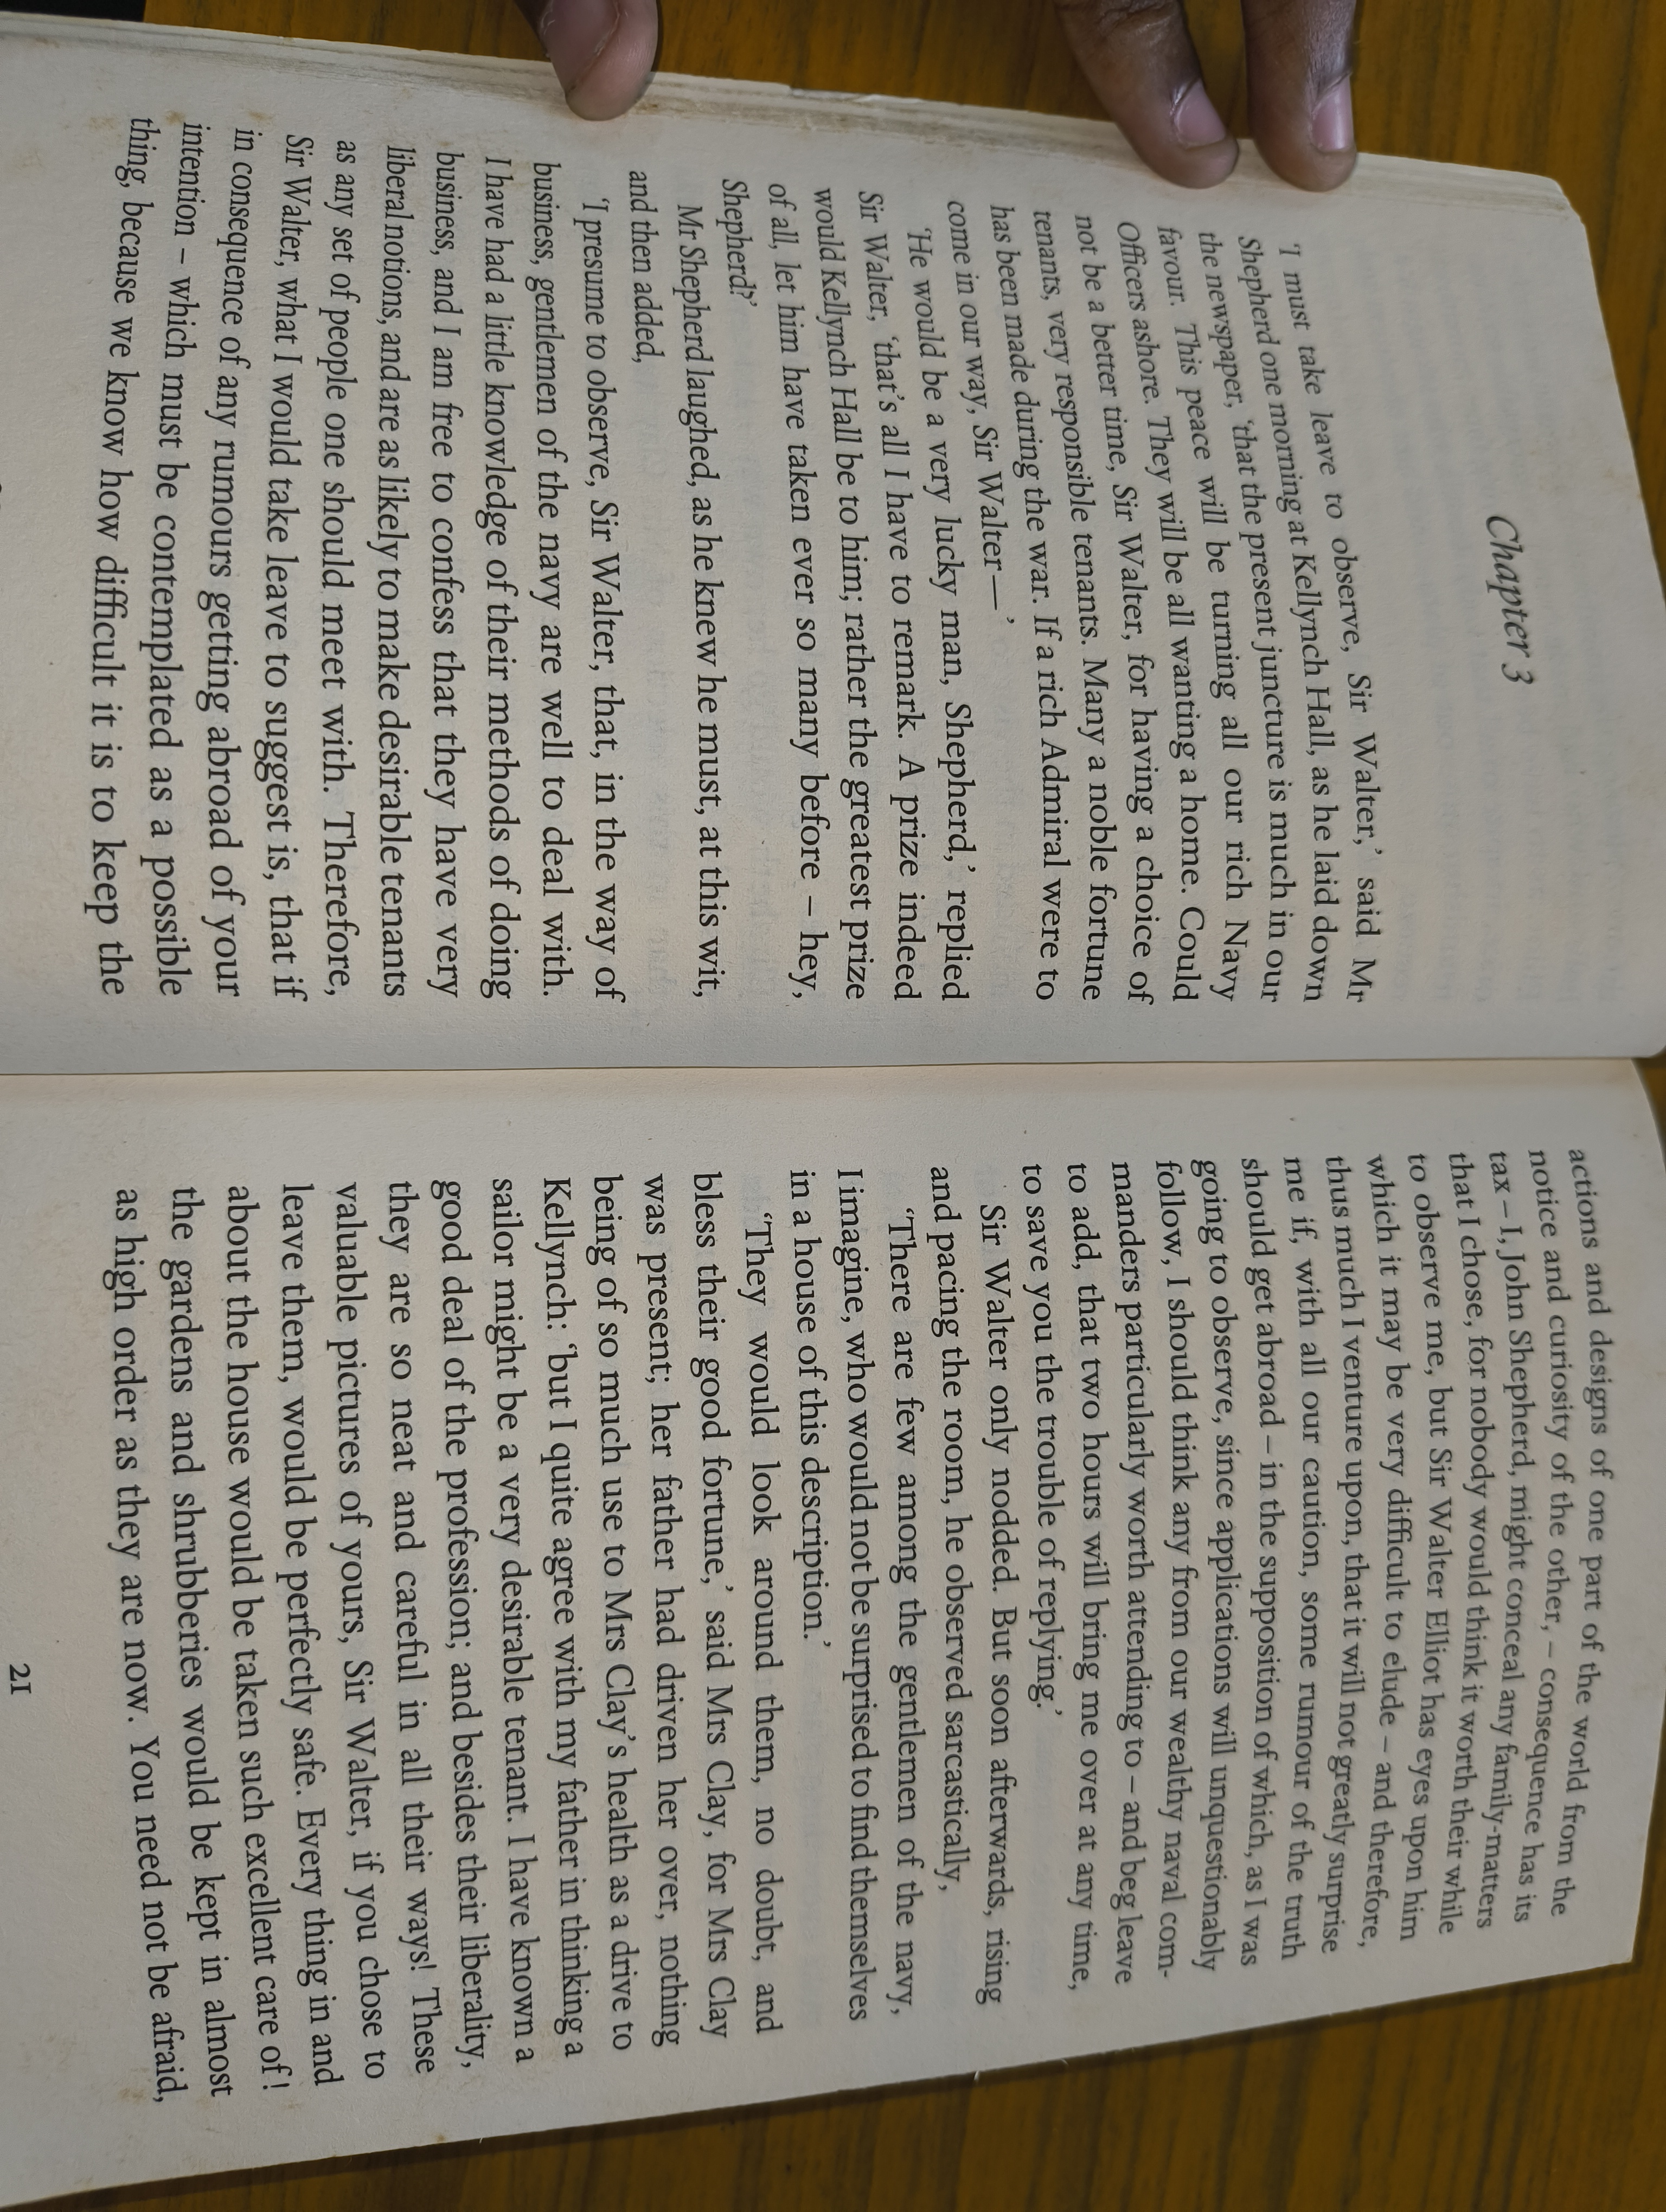 Chapter 3
‘I must take leave to observe, Sir Walter,’ said Mr
Shepherd one morning at Kellynch Hall, as he laid down
the newspaper, ‘that the present juncture is much in our
favour. This peace will be turning all our rich Navy
Officers ashore. They will be all wanting a home. Could
not be a better time, Sir Walter, for having a choice of
tenants, very responsible tenants. Many a noble fortune
has been made during the war. If a rich Admiral were to
come in our way, Sir Walter—’
‘He would be a very lucky man, Shepherd,’ replied
Sir Walter, ‘that’s all I have to remark. A prize indeed
would Kellynch Hall be to him; rather the greatest prize
of all, let him have taken ever so many before – hey,
Shepherd?’
Mr Shepherd laughed, as he knew he must, at this wit,
and then added,
‘I presume to observe, Sir Walter, that, in the way of
business, gentlemen of the navy are well to deal with.
I have had a little knowledge of their methods of doing
business, and I am free to confess that they have very
liberal notions, and are as likely to make desirable tenants
as any set of people one should meet with. Therefore,
Sir Walter, what I would take leave to suggest is, that if
in consequence of any rumours getting abroad of your
intention – which must be contemplated as a possible
thing, because we know how difficult it is to keep the
actions and designs of one part of the world from the
notice and curiosity of the other, – consequence has its
tax – I, John Shepherd, might conceal any family-matters
that I chose, for nobody would think it worth their while
to observe me, but Sir Walter Elliot has eyes upon him
which it may be very difficult to elude – and therefore,
thus much I venture upon, that it will not greatly surprise
me if, with all our caution, some rumour of the truth
should get abroad – in the supposition of which, as I was
going to observe, since applications will unquestionably
follow, I should think any from our wealthy naval com-
manders particularly worth attending to – and beg leave
to add, that two hours will bring me over at any time,
to save you the trouble of replying.’
Sir Walter only nodded. But soon afterwards, rising
and pacing the room, he observed sarcastically,
‘There are few among the gentlemen of the navy,
I imagine, who would not be surprised to find themselves
in a house of this description.’
‘They would look around them, no doubt, and
bless their good fortune,’ said Mrs Clay, for Mrs Clay
was present; her father had driven her over, nothing
being of so much use to Mrs Clay’s health as a drive to
Kellynch: ‘but I quite agree with my father in thinking a
sailor might be a very desirable tenant. I have known a
good deal of the profession; and besides their liberality,
they are so neat and careful in all their ways! These
valuable pictures of yours, Sir Walter, if you chose to
leave them, would be perfectly safe. Every thing in and
about the house would be taken such excellent care of!
the gardens and shrubberies would be kept in almost
as high order as they are now. You need not be afraid,
21